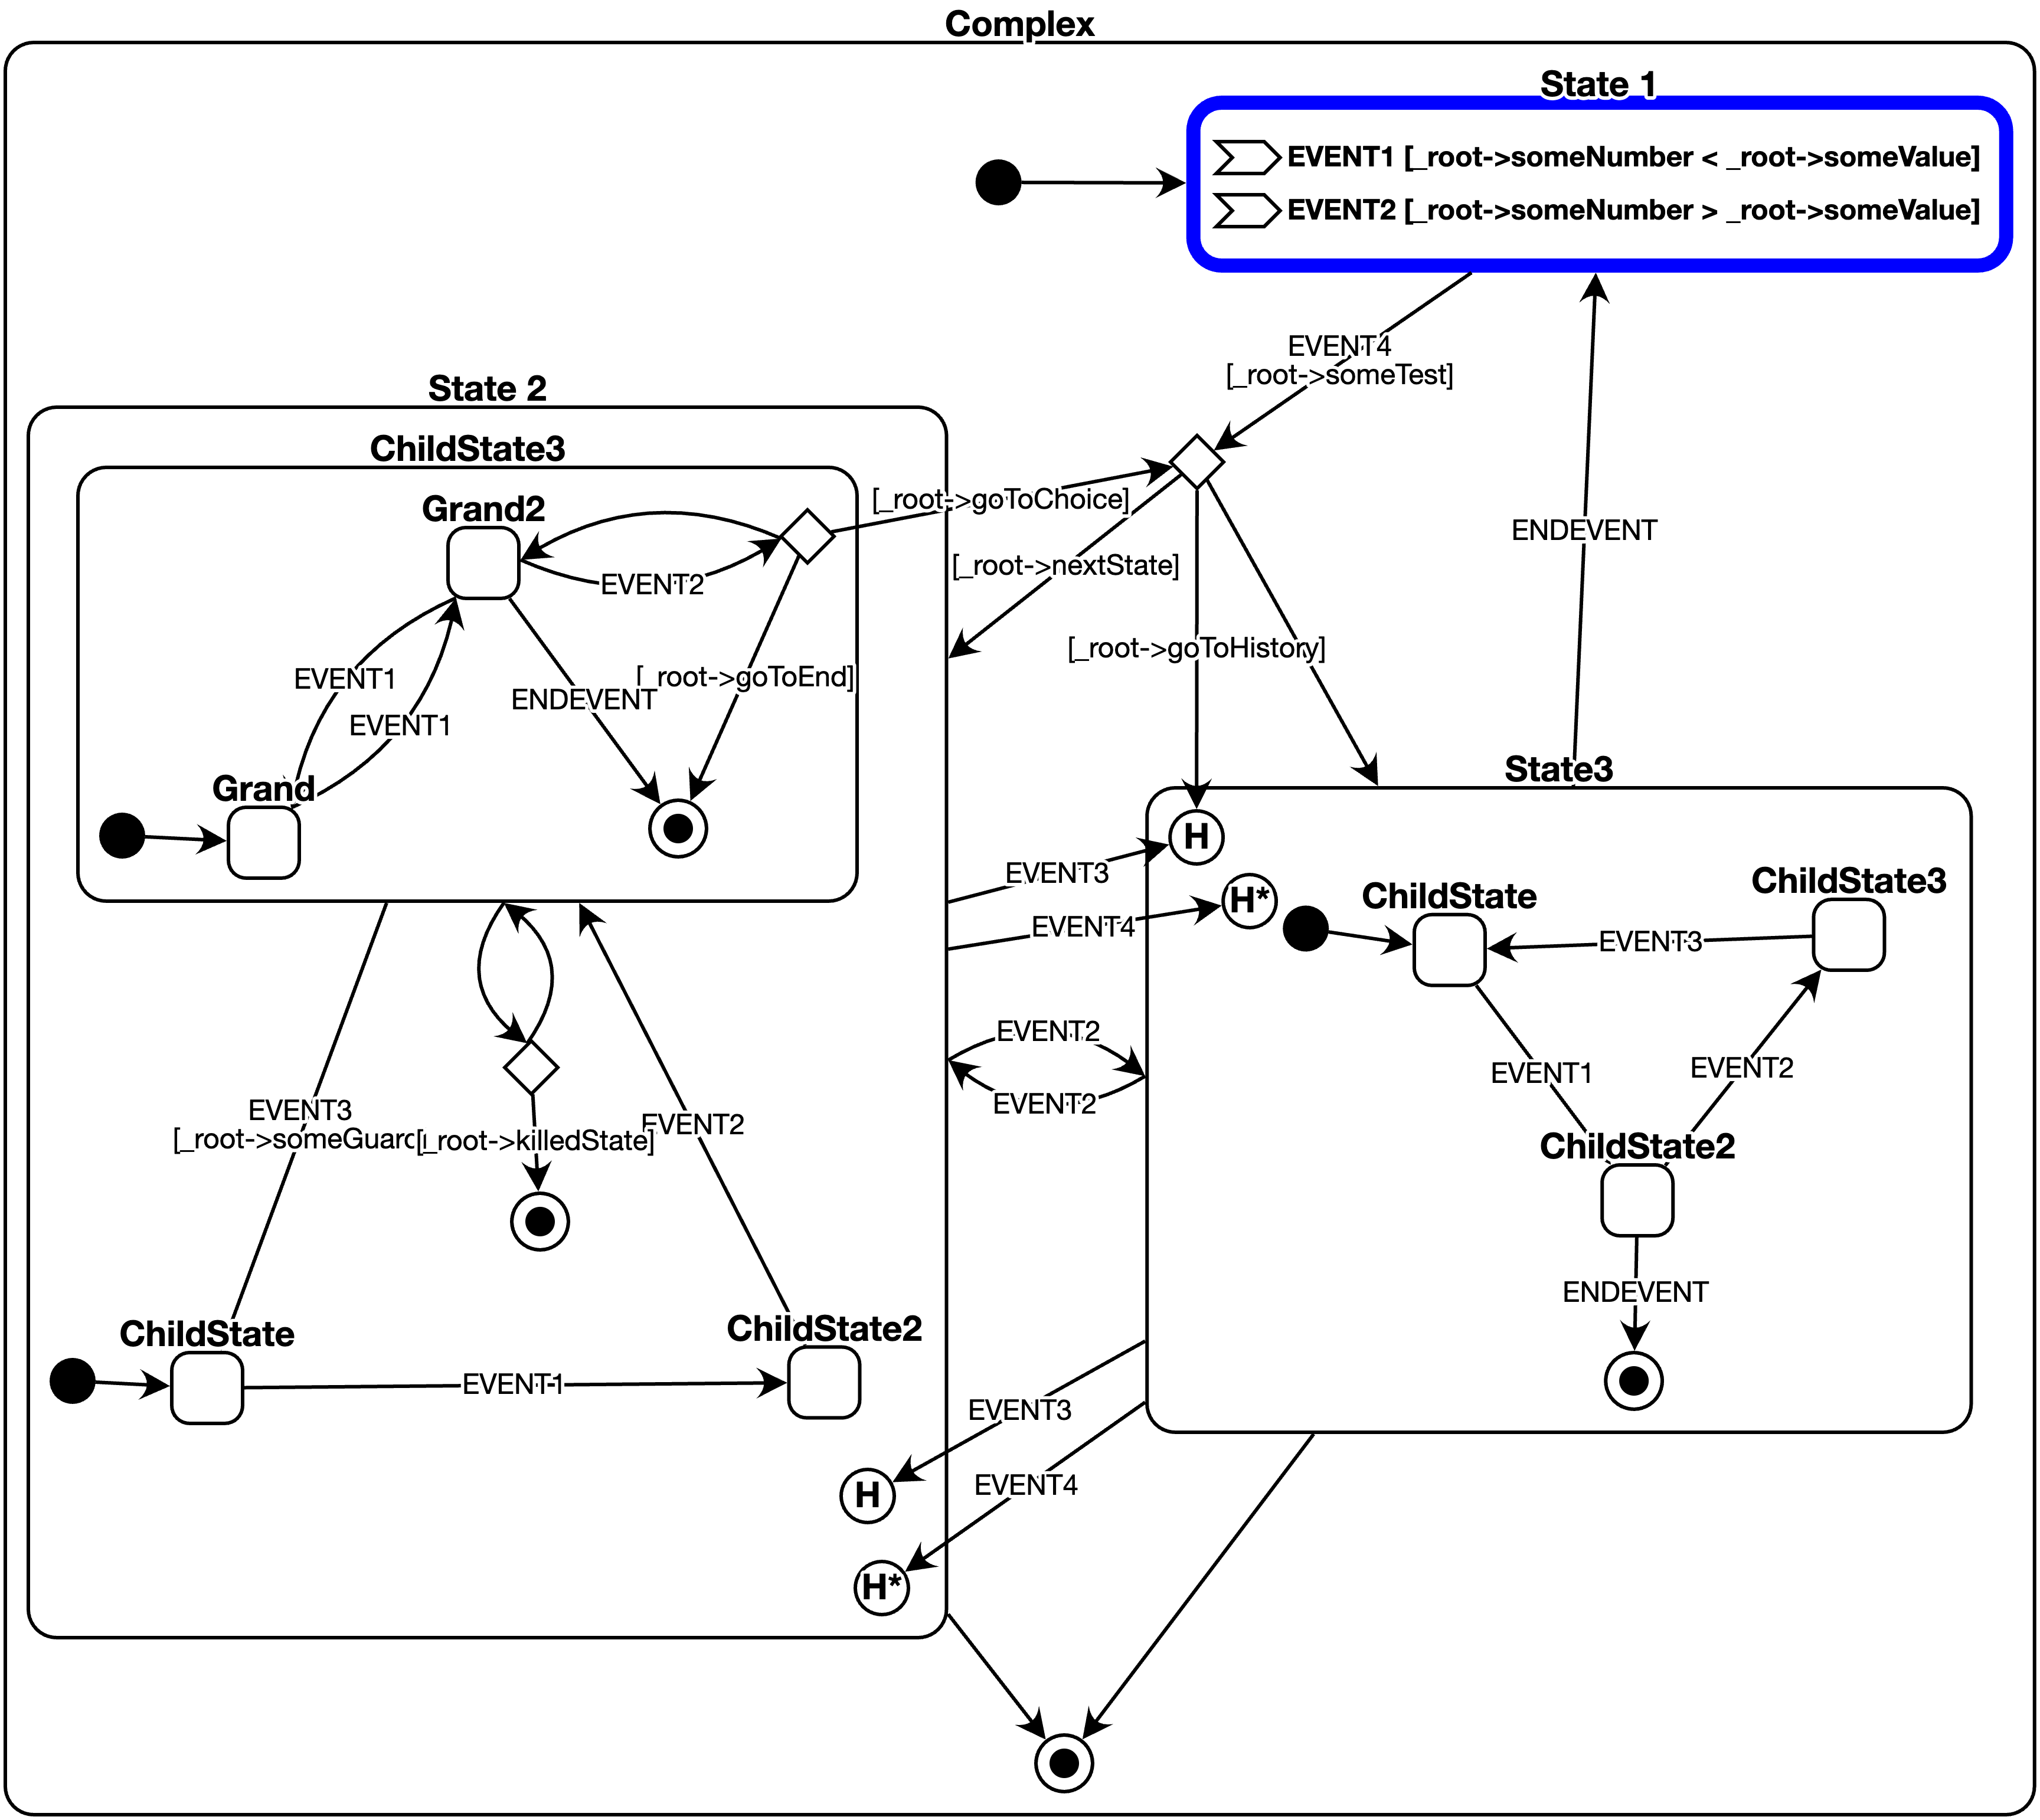 Complex
State 1
EVENT1 [_root->someNumber < _root->someValue]
EVENT2 [_root->someNumber > _root->someValue]
EVENT4
[_root->someTest]
State 2
ChildState3
Grand2
[_root->goToChoice]
ENDEVENT
[_root->nextState]
EVENT2
[_root->goToHistory]
EVENT1
[_root->goToEnd]
ENDEVENT
EVENT1
State3
Grand
H
EVENT3
ChildState3
H*
ChildState
EVENT4
EVENT3
EVENT2
EVENT1
EVENT2
EVENT2
EVENT3
[_root->someGuard
[_root->killedState]
EVENT2
ChildState2
ENDEVENT
ChildState
ChildState2
EVENT1
EVENT3
EVENT4
H
H*